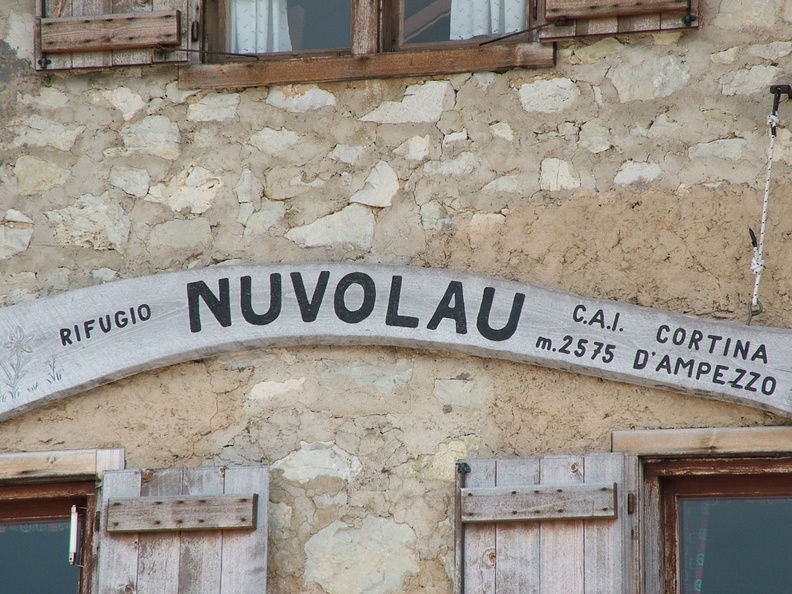 RIFUGIO NUVOLAU
C.A.I. CORTINA
m.2575 D'AMPEZZO